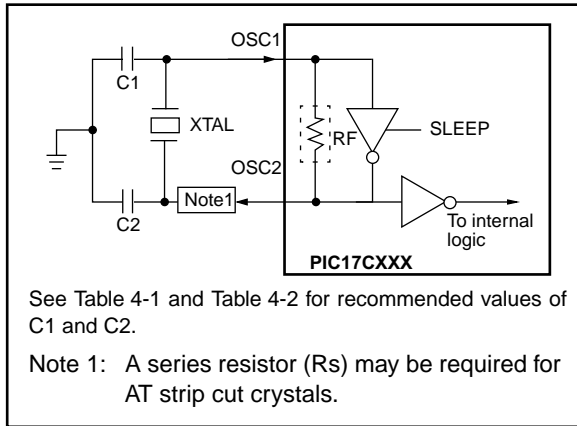 OSC1
C1
XTAL
RF
SLEEP
OSC2
Note1
C2
To internal
logic
PIC17CXXX
See Table 4-1 and Table 4-2 for recommended values of
C1 and C2.
Note 1: A series resistor (Rs) may be required for
AT strip cut crystals.